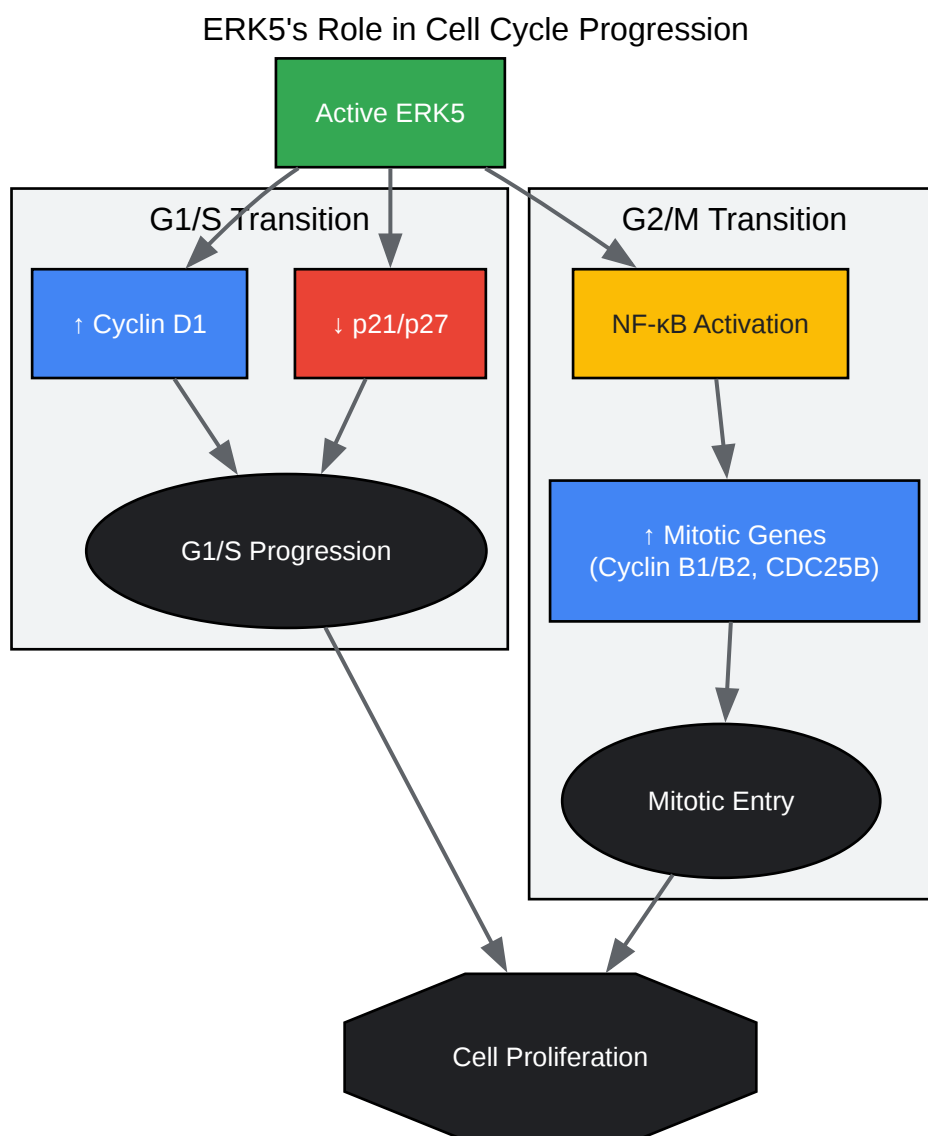 ERK5's Role in Cell Cycle Progression
Active ERK5
G1/S Transition
G2/M Transition
↑ Cyclin D1
↓ p21/p27
NF-κB Activation
G1/S Progression
↑ Mitotic Genes
(Cyclin B1/B2, CDC25B)
Mitotic Entry
Cell Proliferation